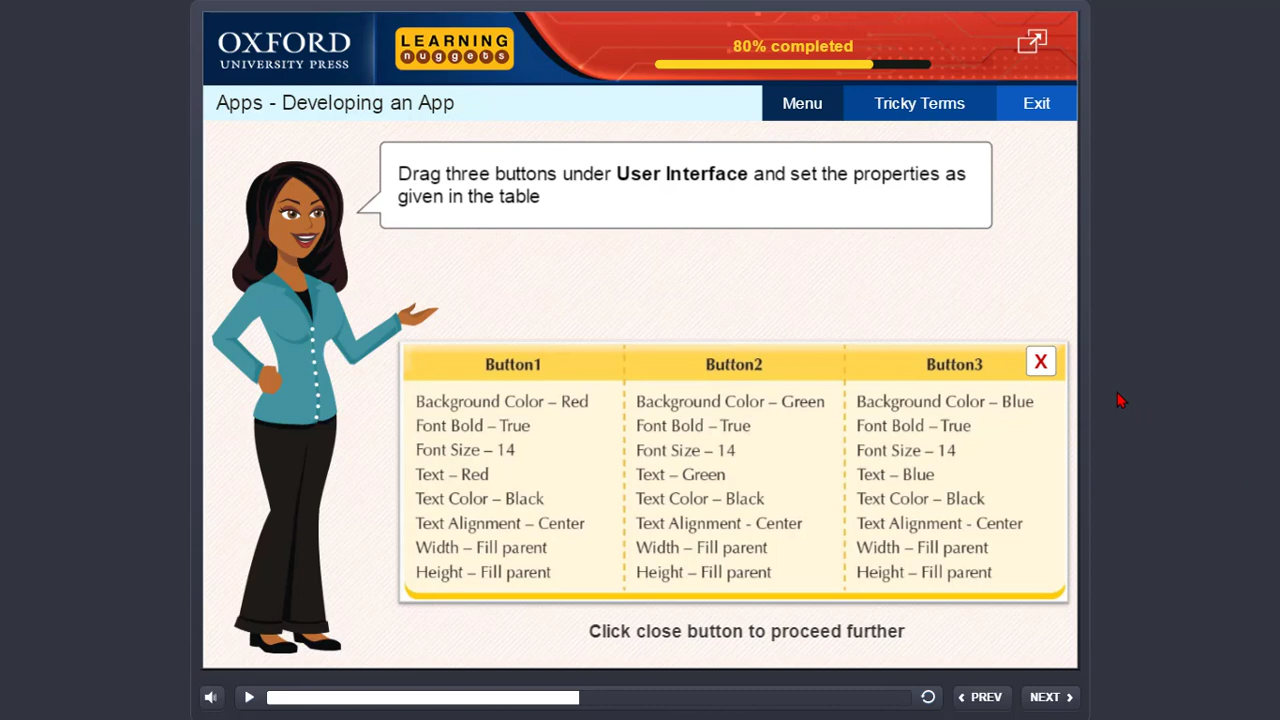 OXFORD
UNIVERSITY PRESS
LEARNING
nuggets
80% completed
Apps - Developing an App
Menu
Tricky Terms
Exit
Drag three buttons under User Interface and set the properties as
given in the table
Button1
Button2
Button3
X
Background Color – Red
Background Color – Green
Background Color – Blue
Font Bold – True
Font Bold – True
Font Bold – True
Font Size – 14
Font Size – 14
Font Size – 14
Text – Red
Text – Green
Text – Blue
Text Color – Black
Text Color – Black
Text Color – Black
Text Alignment – Center
Text Alignment - Center
Text Alignment - Center
Width – Fill parent
Width – Fill parent
Width – Fill parent
Height – Fill parent
Height – Fill parent
Height – Fill parent
Click close button to proceed further
PREV
NEXT